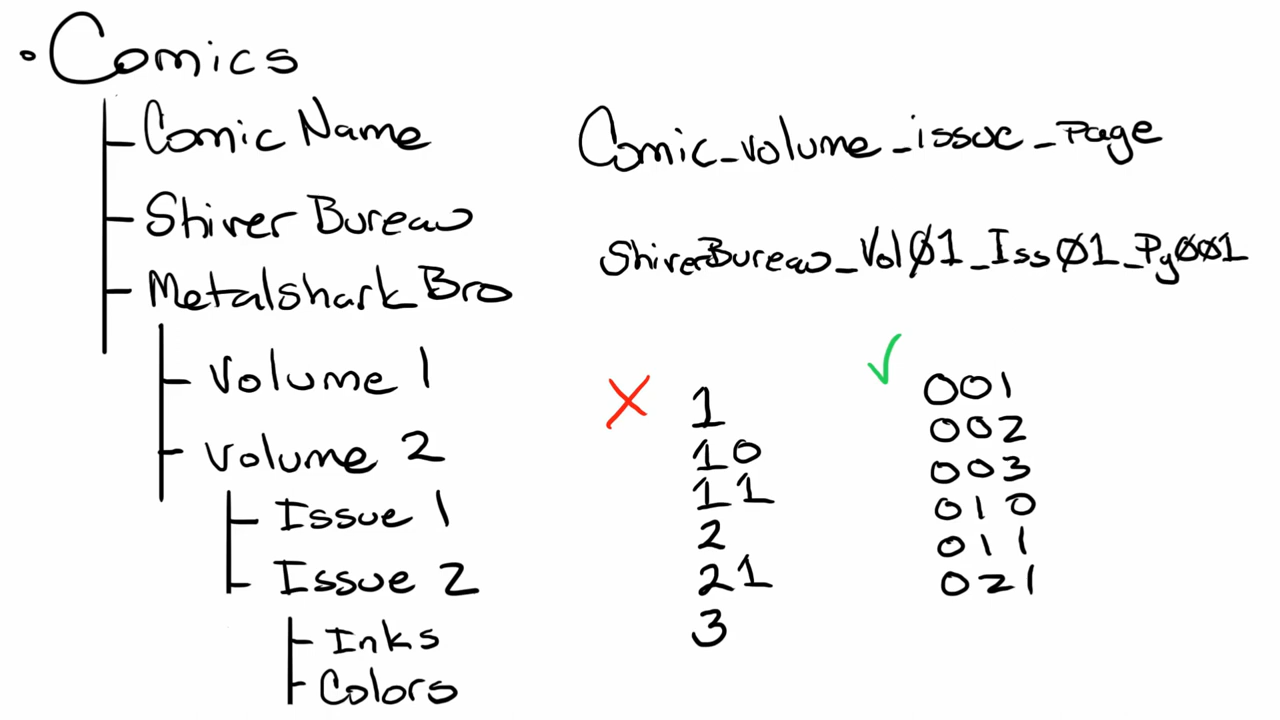 Comics
Comic Name
Shiver Bureau
Metalshark Bro
Volume 1
Volume 2
Issue 1
Issue 2
Inks
Colors
Comic_volume_issue_Page
ShiverBureau_Vol01_Iss01_Pg001
1
10
11
2
21
3
001
002
003
010
011
021